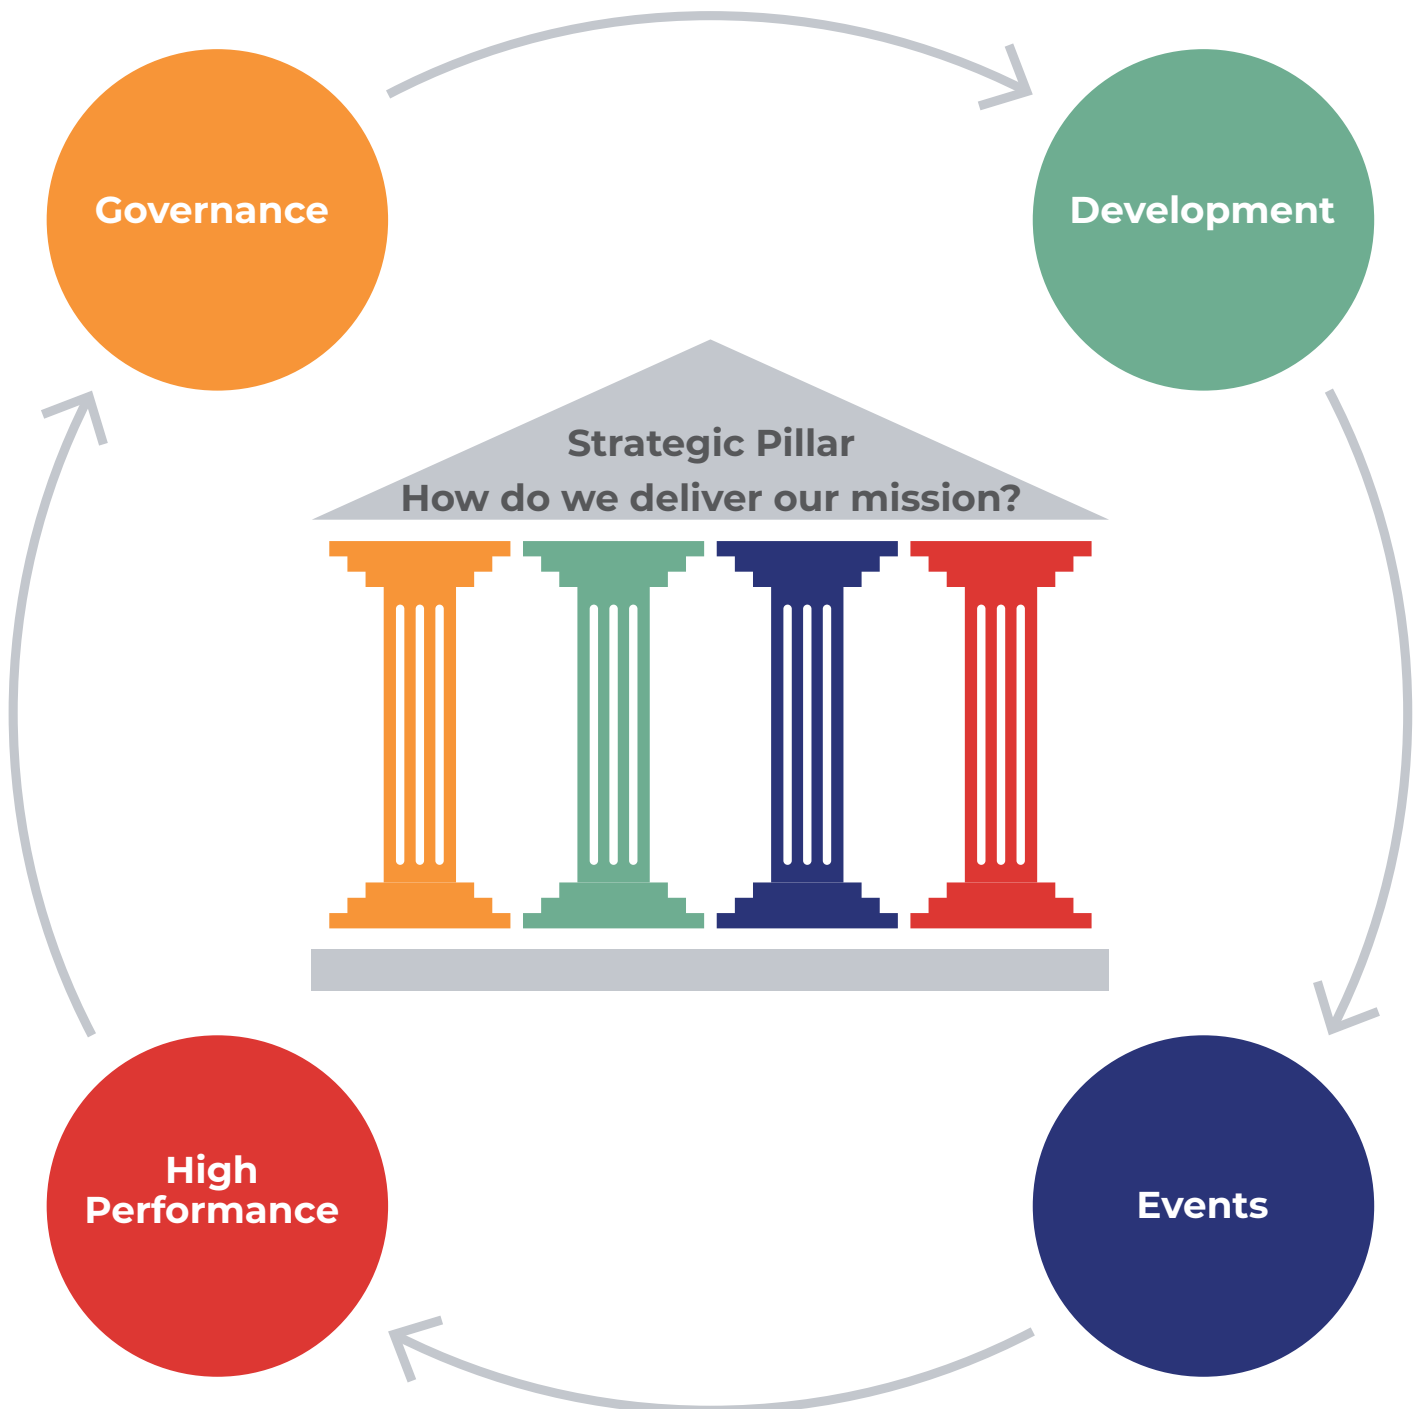 Governance
Development
Strategic Pillar
How do we deliver our mission?
High
Performance
Events